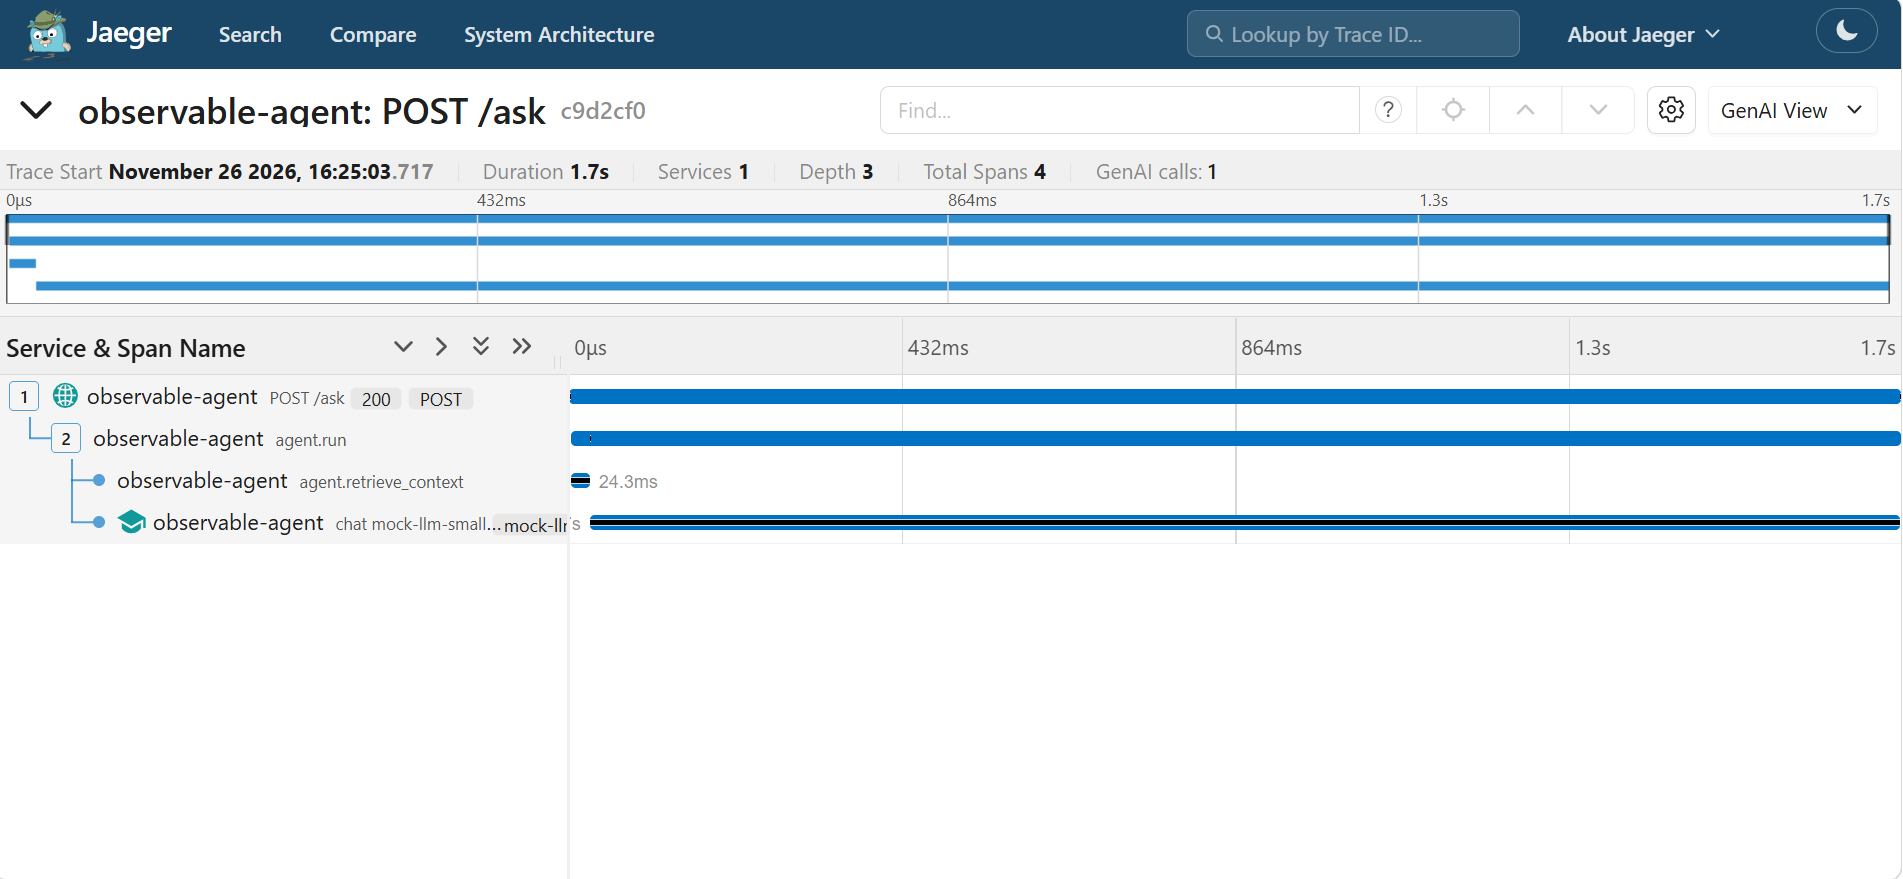 Jaeger Search Compare System Architecture Lookup by Trace ID... About Jaeger
observable-agent: POST /ask c9d2cf0 Find... ? GenAI View
Trace Start November 26 2026, 16:25:03.717 Duration 1.7s Services 1 Depth 3 Total Spans 4 GenAI calls: 1
0μs 432ms 864ms 1.3s 1.7s
Service & Span Name 0μs 432ms 864ms 1.3s 1.7s
1 observable-agent POST /ask 200 POST
2 observable-agent agent.run
observable-agent agent.retrieve_context 24.3ms
observable-agent chat mock-llm-small... mock-llm s